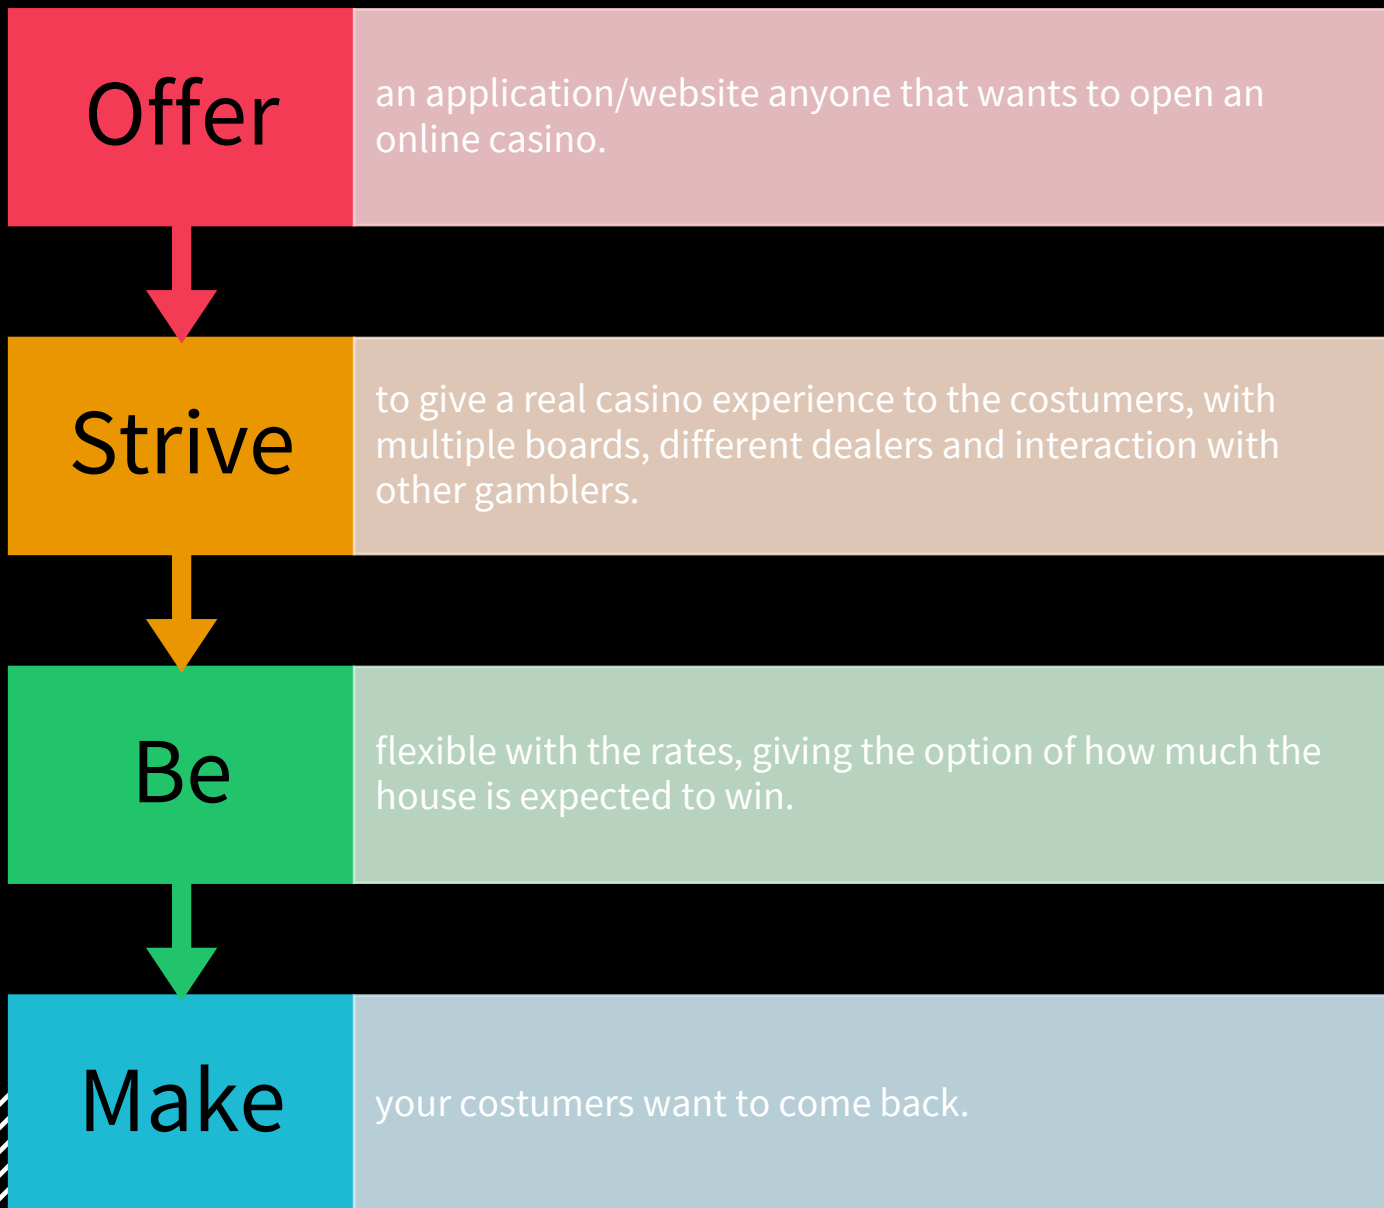 Offer
an application/website anyone that wants to open an
online casino.
Strive
to give a real casino experience to the costumers, with
multiple boards, different dealers and interaction with
other gamblers.
Be
flexible with the rates, giving the option of how much the
house is expected to win.
Make
your costumers want to come back.